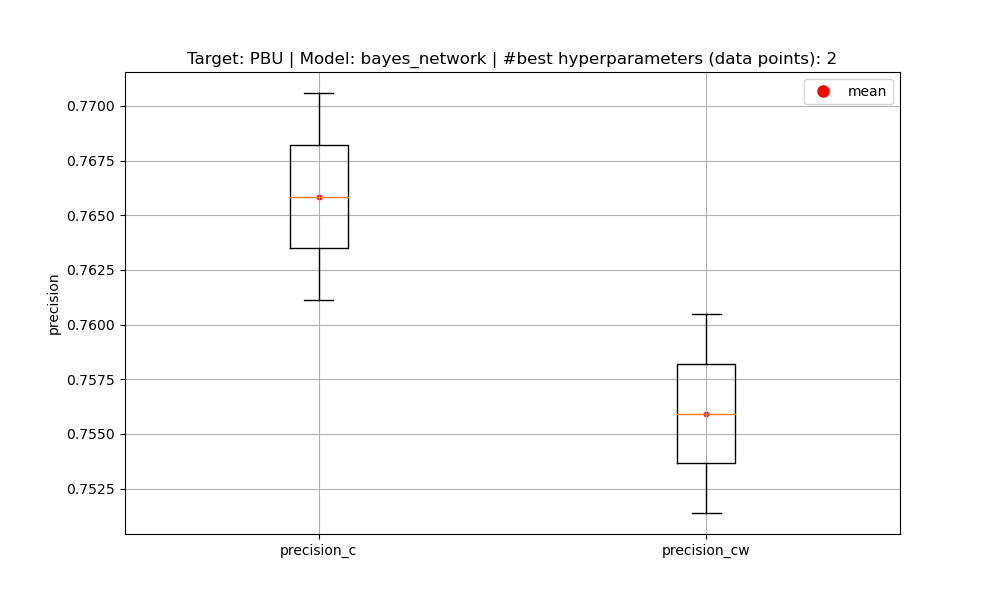 Target: PBU | Model: bayes_network | #best hyperparameters (data points): 2
mean
0.7700
0.7675
0.7650
0.7625
0.7600
0.7575
0.7550
0.7525
precision
precision_c
precision_cw